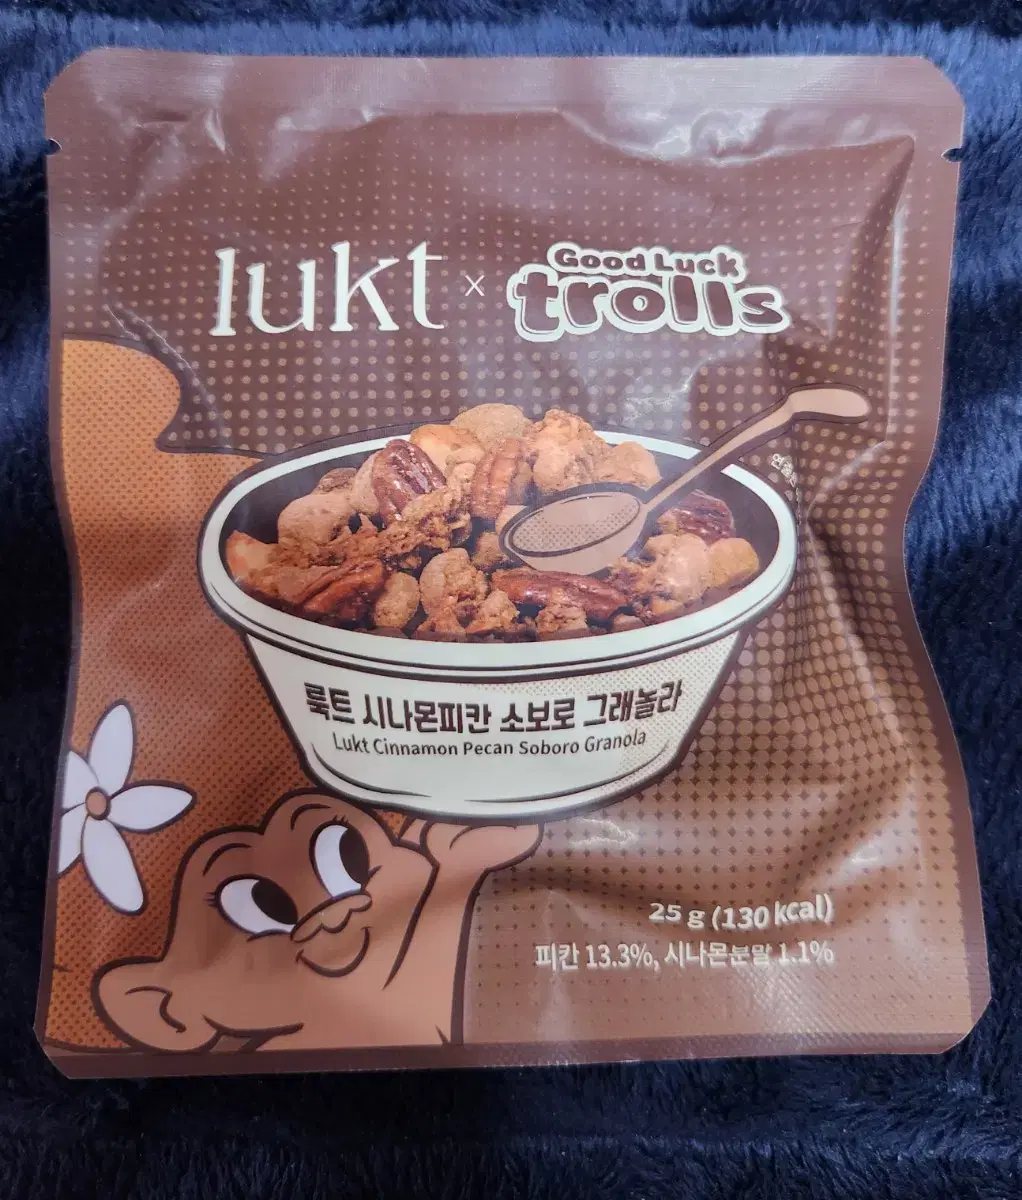 lukt x Good Luck trolls
룩트 시나몬피칸 소보로 그래놀라
Lukt Cinnamon Pecan Soboro Granola
25 g (130 kcal)
피칸 13.3%, 시나몬분말 1.1%